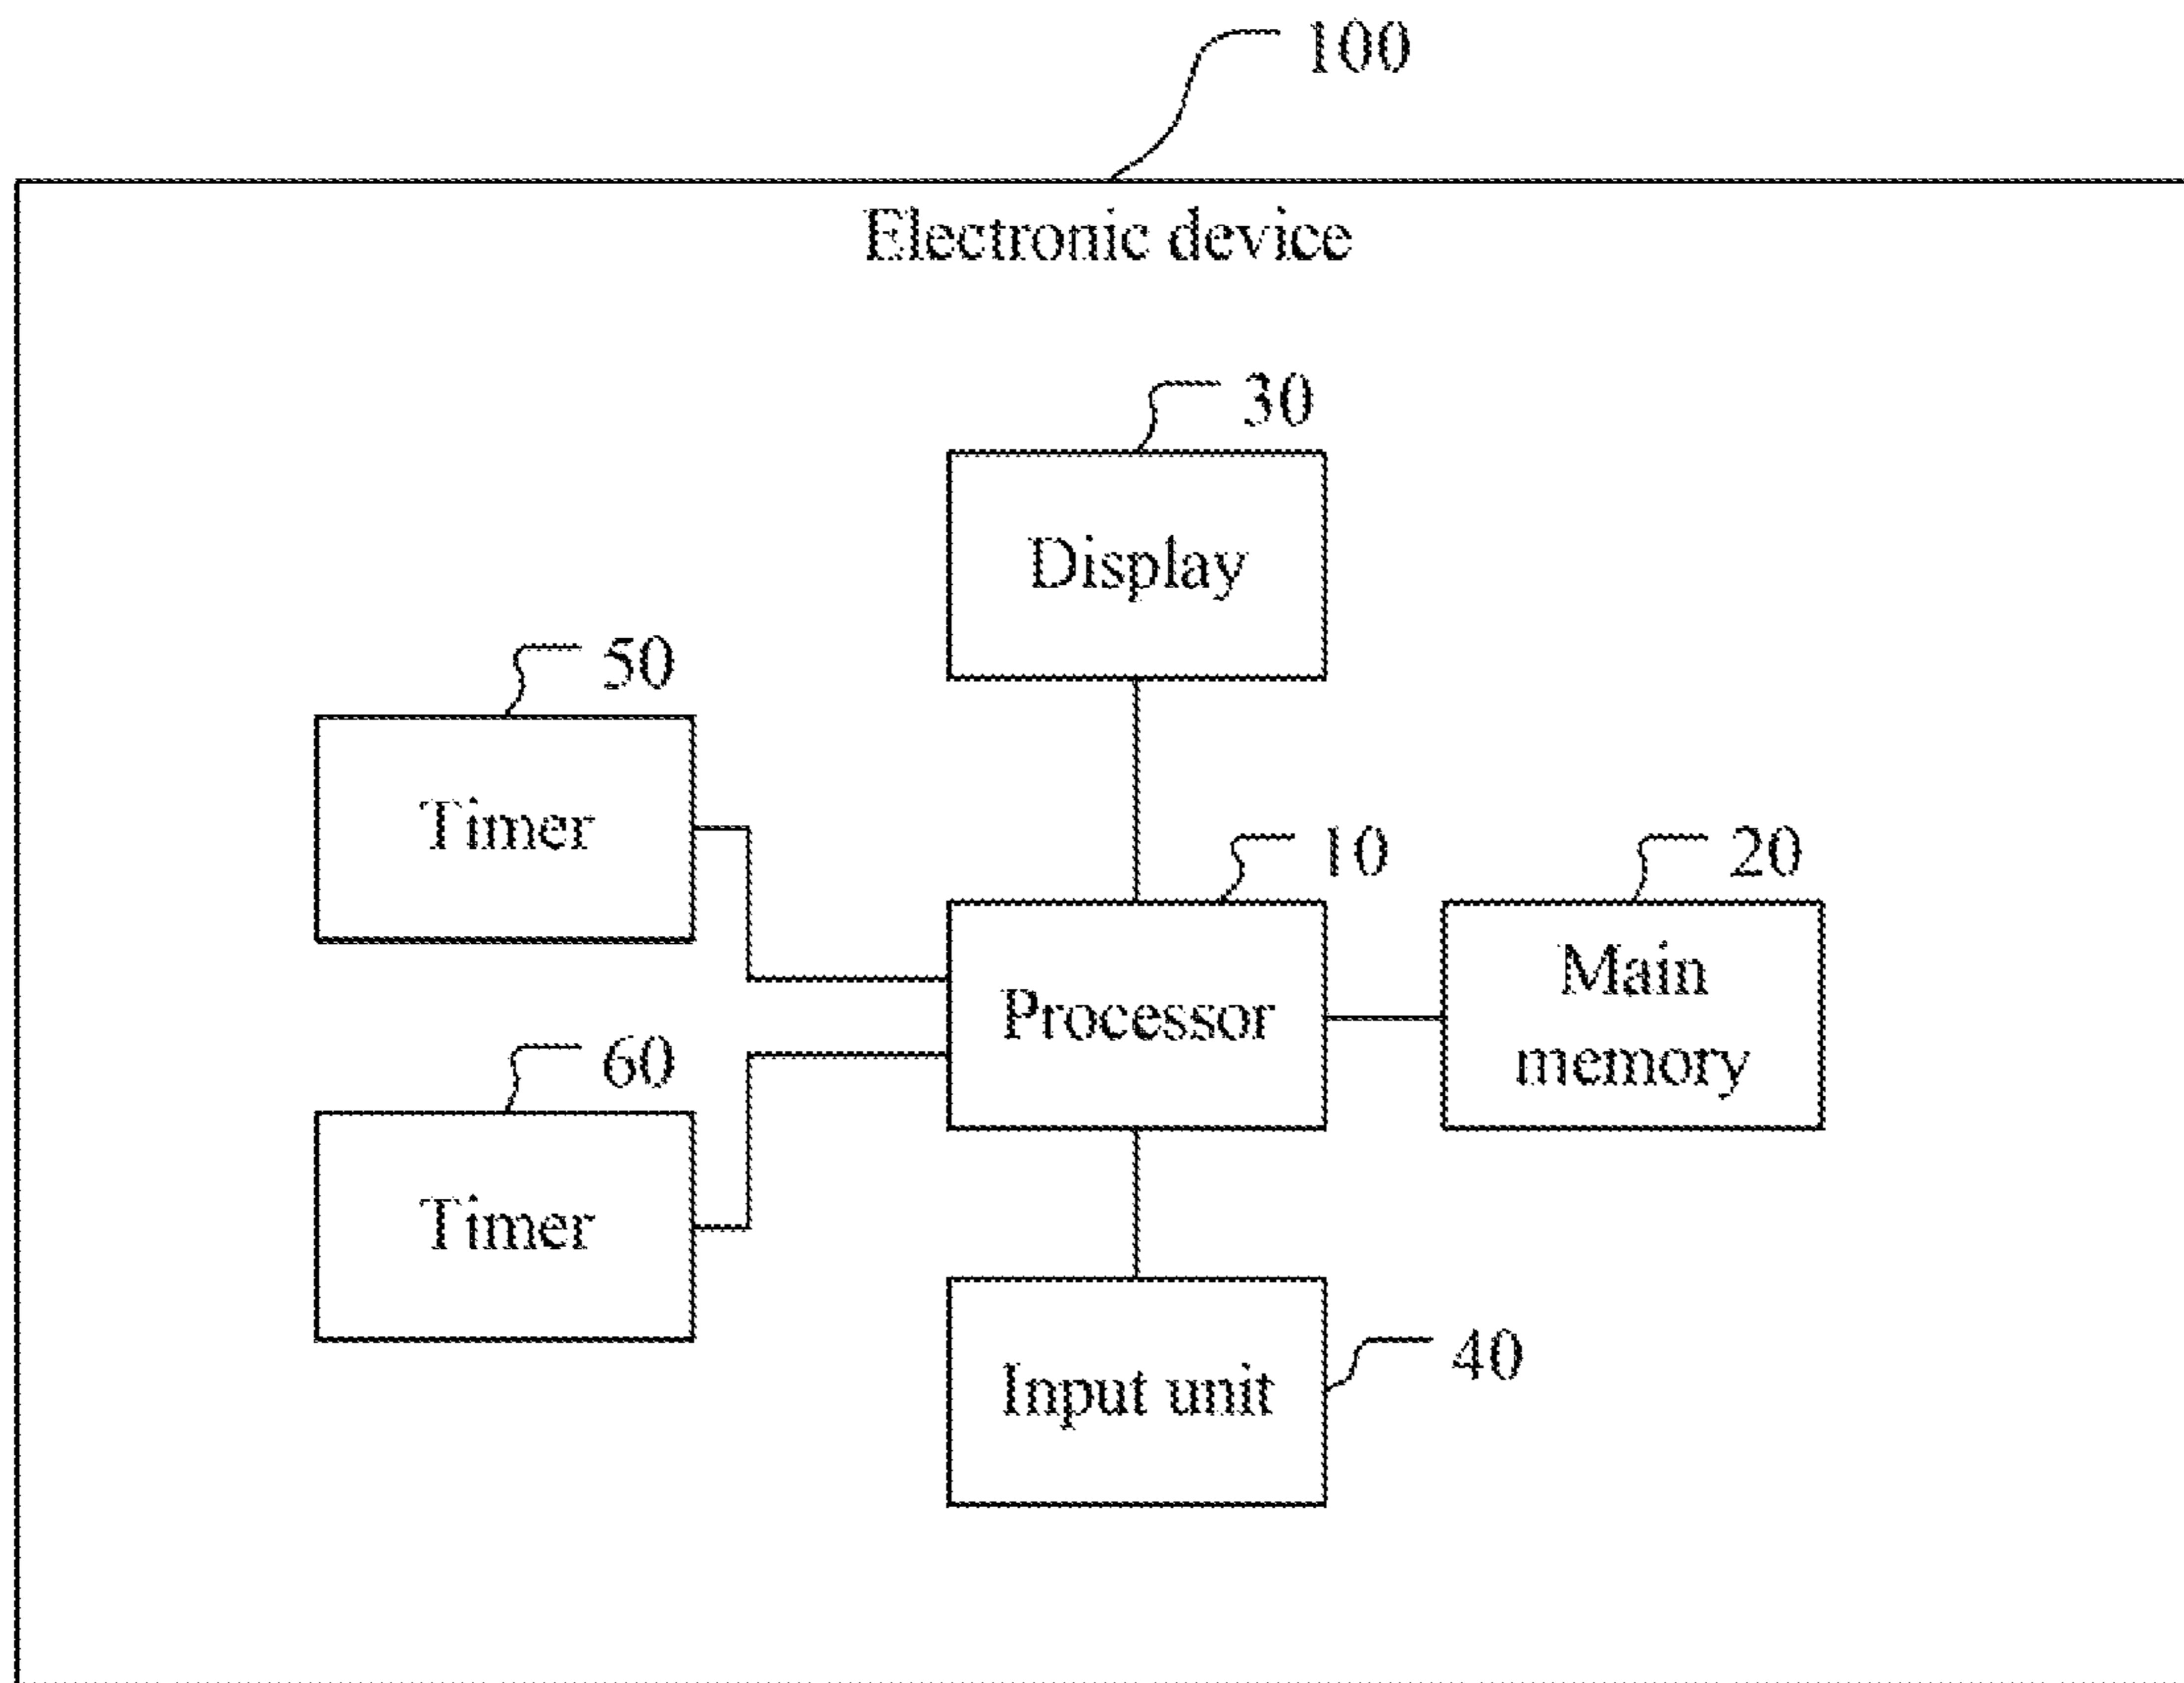 100
Electronic device
30
Display
50
Timer
10
20
Processor
Main
memory
60
Timer
40
Input unit